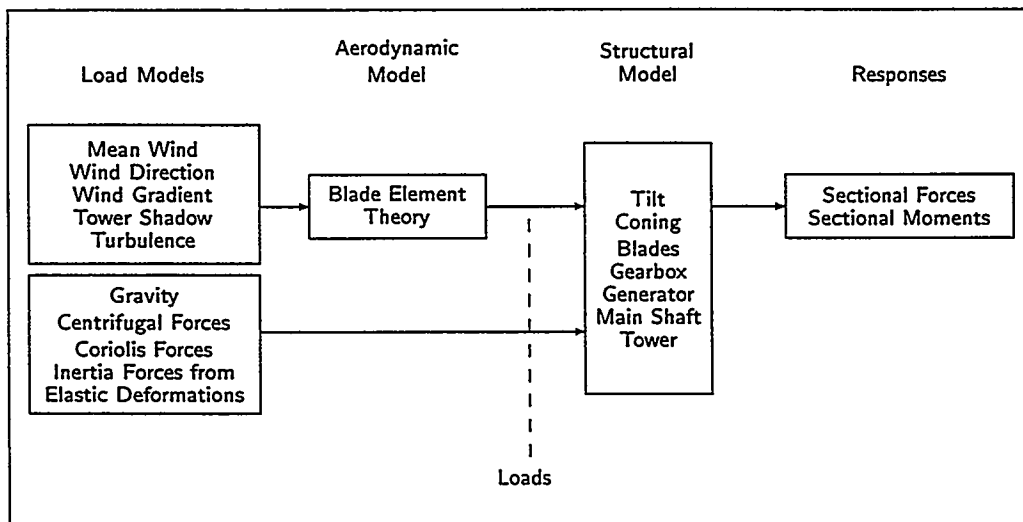 Load Models
Aerodynamic
Model
Structural
Model
Responses
Mean Wind
Wind Direction
Wind Gradient
Tower Shadow
Turbulence
Blade Element
Theory
Tilt
Coning
Blades
Gearbox
Generator
Main Shaft
Tower
Sectional Forces
Sectional Moments
Gravity
Centrifugal Forces
Coriolis Forces
Inertia Forces from
Elastic Deformations
Loads